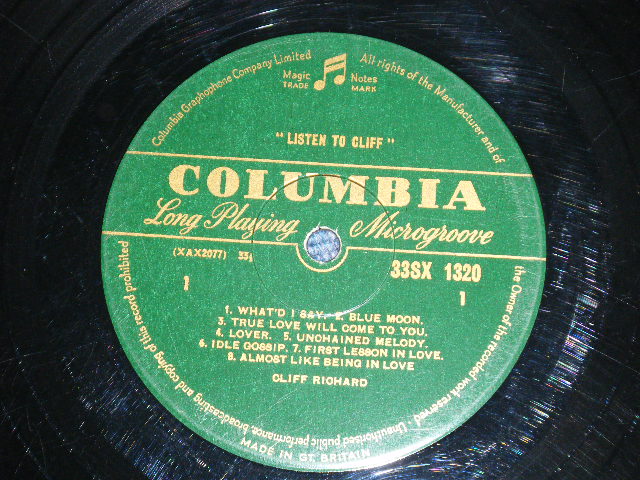 Columbia Graphophone Company Limited
All rights of the Manufacturer and of
the Owner of the recorded work reserved - Unauthorised public performance, broadcasting and copying of this record prohibited
Magic Notes
TRADE MARK
"LISTEN TO CLIFF"
COLUMBIA
Long Playing Microgroove
(XAX2077) 33⅓
33SX 1320
1
1
1. WHAT'D I SAY. 2. BLUE MOON.
3. TRUE LOVE WILL COME TO YOU.
4. LOVER. 5. UNCHAINED MELODY.
6. IDLE GOSSIP. 7. FIRST LESSON IN LOVE.
8. ALMOST LIKE BEING IN LOVE
CLIFF RICHARD
MADE IN GT. BRITAIN